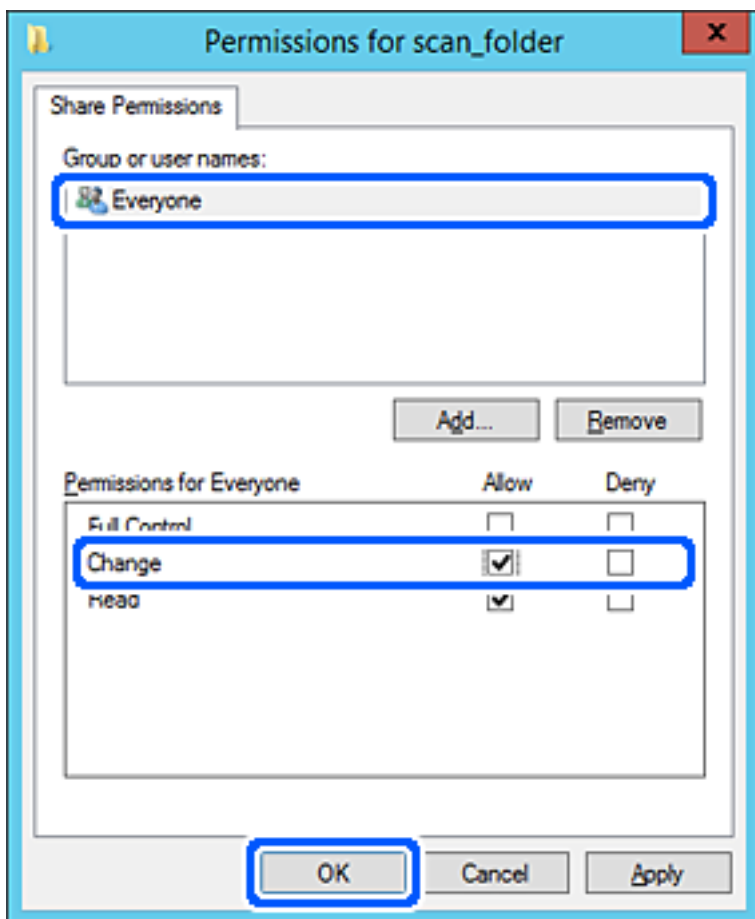 Permissions for scan_folder
x
Share Permissions
Group or user names:
Everyone
Add...
Remove
Permissions for Everyone
Allow
Deny
Full Control
Change
Read
OK
Cancel
Apply